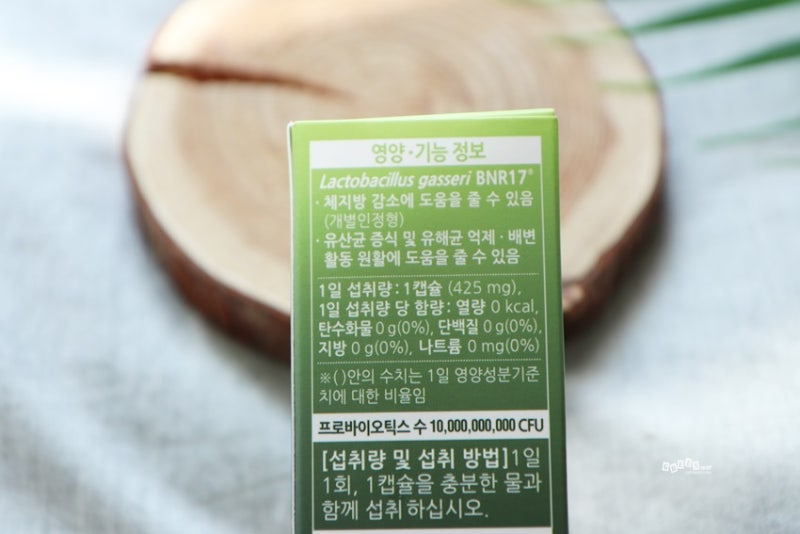 영양·기능 정보
Lactobacillus gasseri BNR17®
· 체지방 감소에 도움을 줄 수 있음
(개별인정형)
· 유산균 증식 및 유해균 억제·배변
활동 원활에 도움을 줄 수 있음
1일 섭취량 : 1캡슐 (425 mg),
1일 섭취량 당 함량 : 열량 0 kcal,
탄수화물 0 g(0%), 단백질 0 g(0%),
지방 0 g(0%), 나트륨 0 mg(0%)
※( )안의 수치는 1일 영양성분기준
치에 대한 비율임
프로바이오틱스 수 10,000,000,000 CFU
[섭취량 및 섭취 방법] 1일
1회, 1캡슐을 충분한 물과
함께 섭취 하십시오.